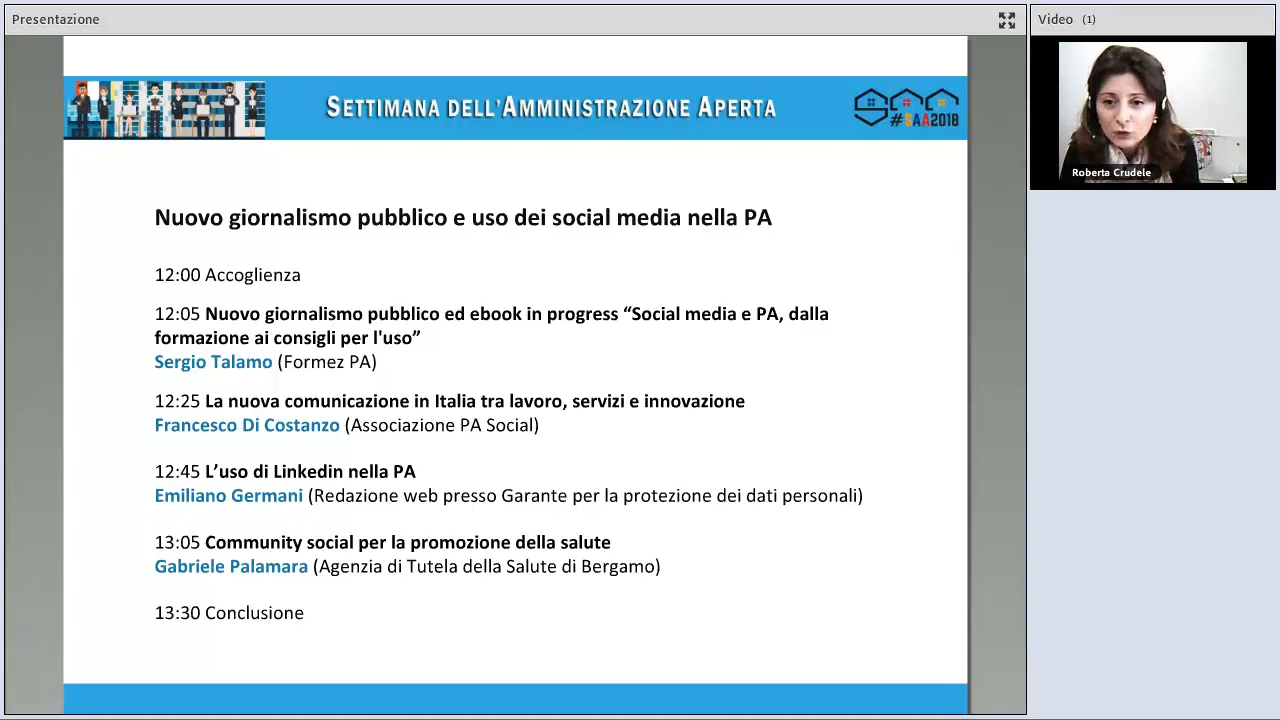 Presentazione
Video (1)
SETTIMANA DELL'AMMINISTRAZIONE APERTA
#SAA2018
Roberta Crudele
Nuovo giornalismo pubblico e uso dei social media nella PA
12:00 Accoglienza
12:05 Nuovo giornalismo pubblico ed ebook in progress “Social media e PA, dalla
formazione ai consigli per l'uso”
Sergio Talamo (Formez PA)
12:25 La nuova comunicazione in Italia tra lavoro, servizi e innovazione
Francesco Di Costanzo (Associazione PA Social)
12:45 L’uso di Linkedin nella PA
Emiliano Germani (Redazione web presso Garante per la protezione dei dati personali)
13:05 Community social per la promozione della salute
Gabriele Palamara (Agenzia di Tutela della Salute di Bergamo)
13:30 Conclusione